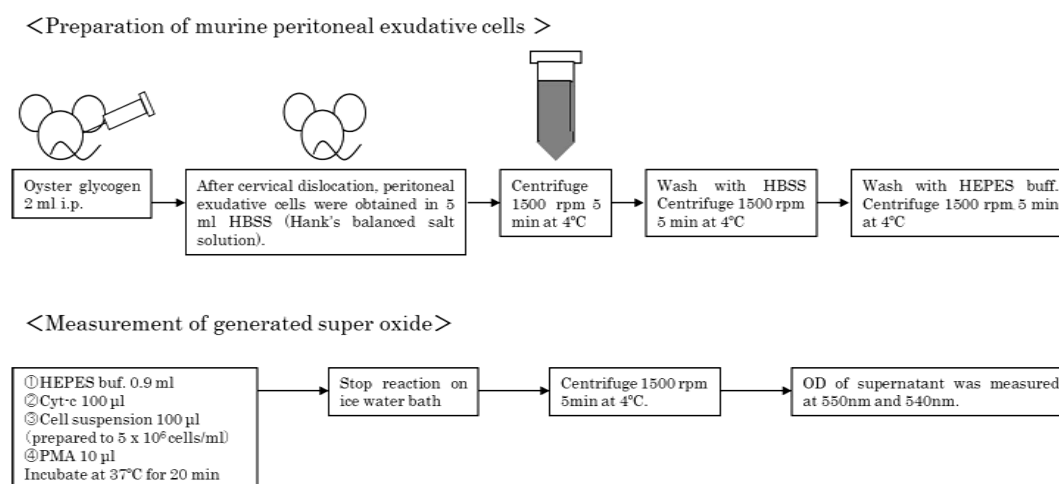 <Preparation of murine peritoneal exudative cells >
Oyster glycogen
2 ml i.p.
After cervical dislocation, peritoneal
exudative cells were obtained in 5
ml HBSS (Hank's balanced salt
solution).
Centrifuge
1500 rpm 5
min at 4℃
Wash with HBSS
Centrifuge 1500 rpm
5 min at 4℃
Wash with HEPES buff.
Centrifuge 1500 rpm 5 min
at 4℃
<Measurement of generated super oxide>
①HEPES buf. 0.9 ml
②Cyt-c 100 μl
③Cell suspension 100 μl
(prepared to 5 x 10⁶ cells/ml)
④PMA 10 μl
Incubate at 37℃ for 20 min
Stop reaction on
ice water bath
Centrifuge 1500 rpm
5min at 4℃.
OD of supernatant was measured
at 550nm and 540nm.